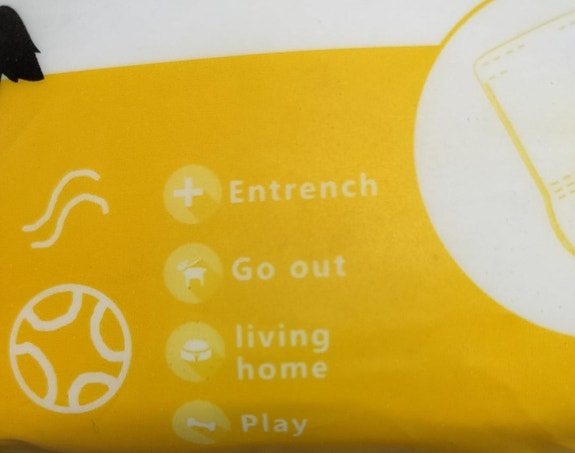 Entrench
Go out
living
home
Play